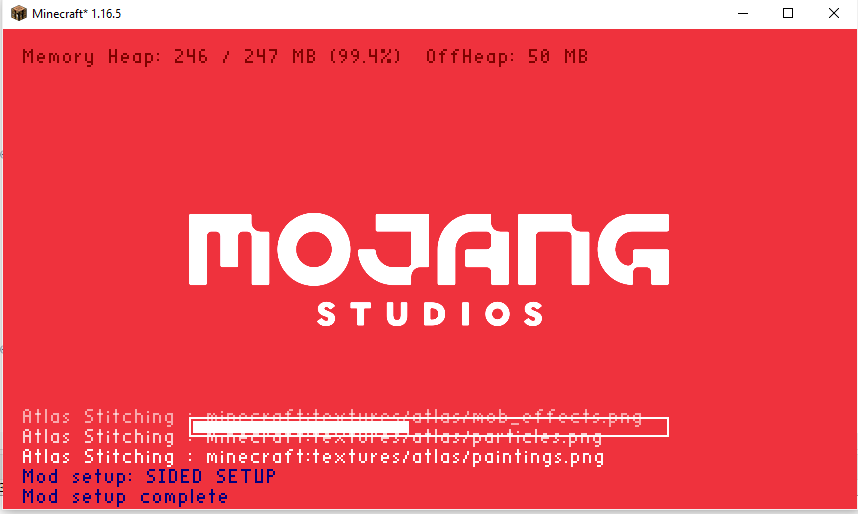 Minecraft* 1.16.5
Memory Heap: 246 / 247 MB (99.4%) OffHeap: 50 MB
MOJANG
STUDIOS
Atlas Stitching : minecraft:textures/atlas/mob_effects.png
Atlas Stitching : minecraft:textures/atlas/particles.png
Atlas Stitching : minecraft:textures/atlas/paintings.png
Mod setup: SIDED SETUP
Mod setup complete